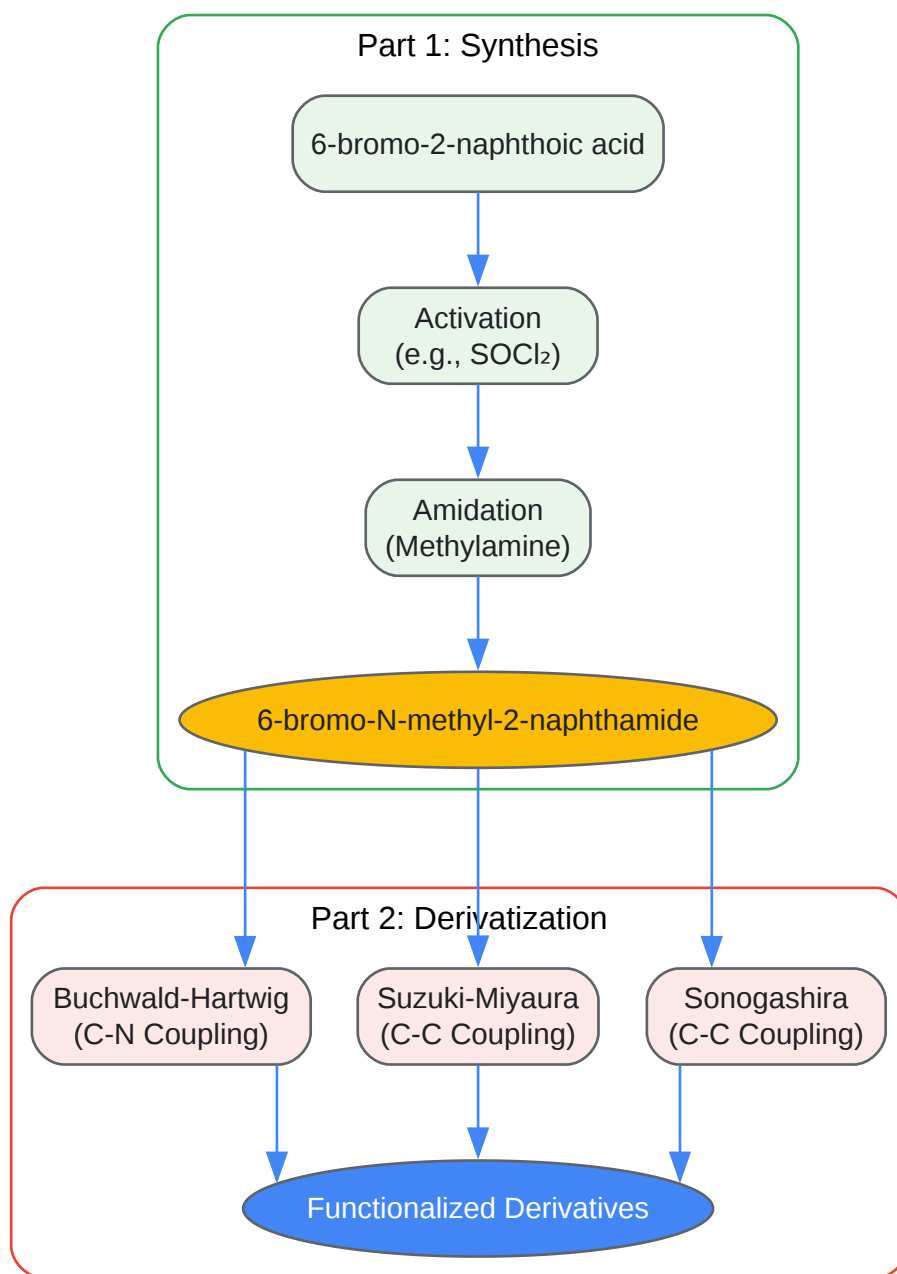 Part 1: Synthesis
6-bromo-2-naphthoic acid
Activation
(e.g., SOCl₂)
Amidation
(Methylamine)
6-bromo-N-methyl-2-naphthamide
Part 2: Derivatization
Buchwald-Hartwig
(C-N Coupling)
Suzuki-Miyaura
(C-C Coupling)
Sonogashira
(C-C Coupling)
Functionalized Derivatives